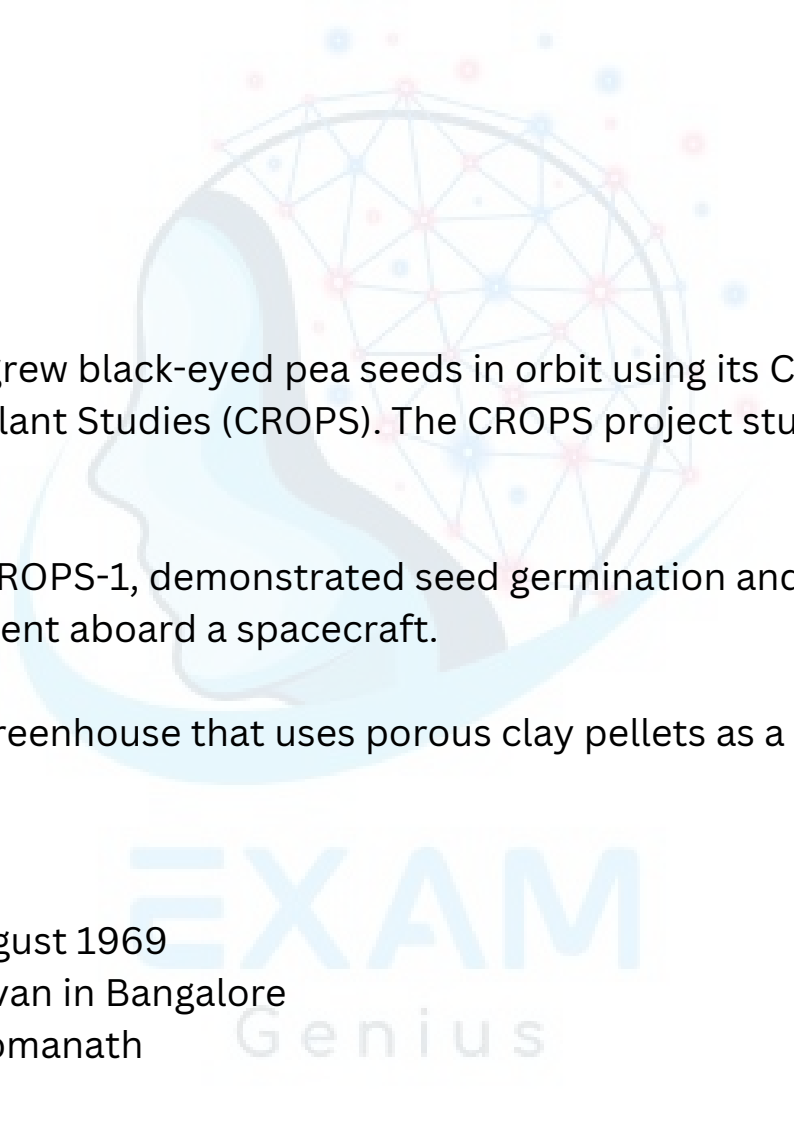 grew black-eyed pea seeds in orbit using its C
lant Studies (CROPS). The CROPS project stu
ROPS-1, demonstrated seed germination and
ent aboard a spacecraft.
reenhouse that uses porous clay pellets as a
EXAM
gust 1969
van in Bangalore
Genius
omanath